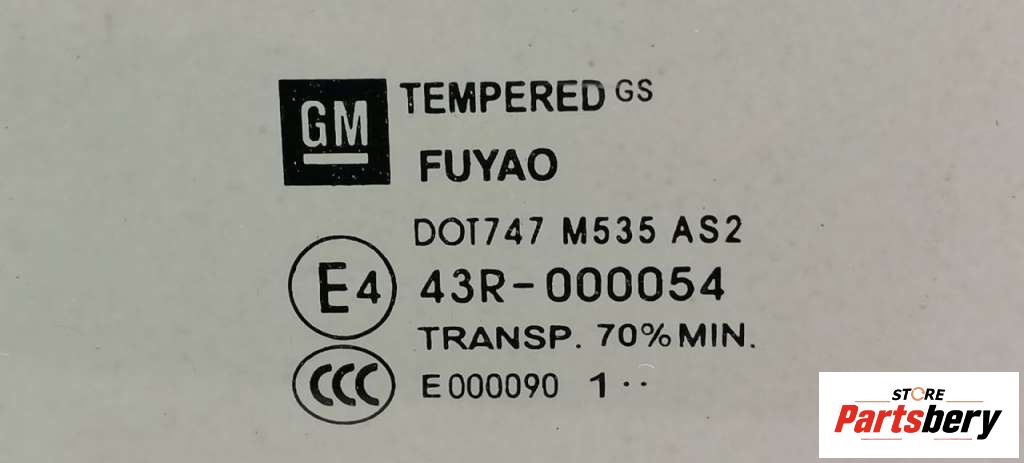 GM
TEMPERED GS
FUYAO
DOT747 M535 AS2
E4 43R-000054
TRANSP. 70% MIN.
CCC E000090 1··
STORE
Partsbery